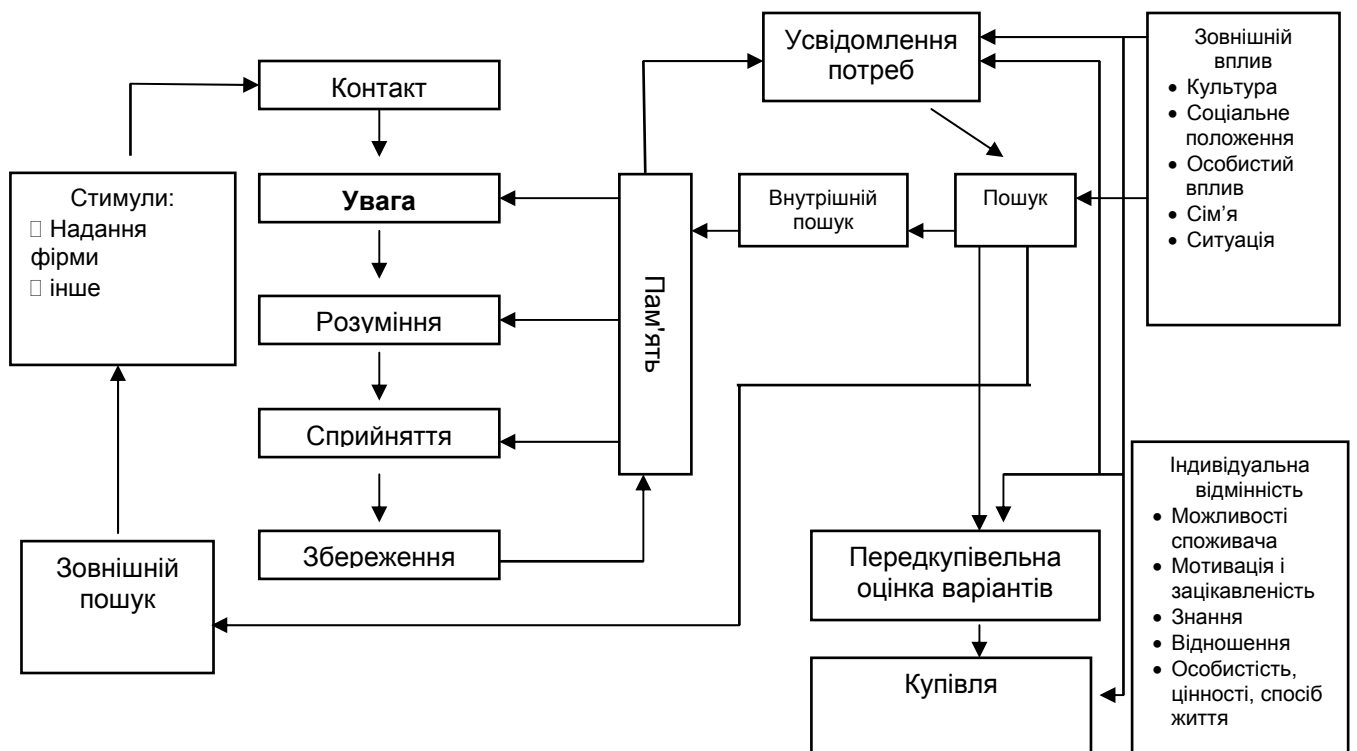 Усвідомлення
потреб
Зовнішній
вплив
• Культура
• Соціальне
положення
• Особистий
вплив
• Сім’я
• Ситуація
Контакт
Стимули:
Надання
фірми
інше
Увага
Внутрішній
пошук
Пошук
Пам'ять
Розуміння
Сприйняття
Збереження
Зовнішній
пошук
Передкупівельна
оцінка варіантів
Купівля
Індивідуальна
відмінність
• Можливості
споживача
• Мотивація і
зацікавленість
• Знання
• Відношення
• Особистість,
цінності, спосіб
життя